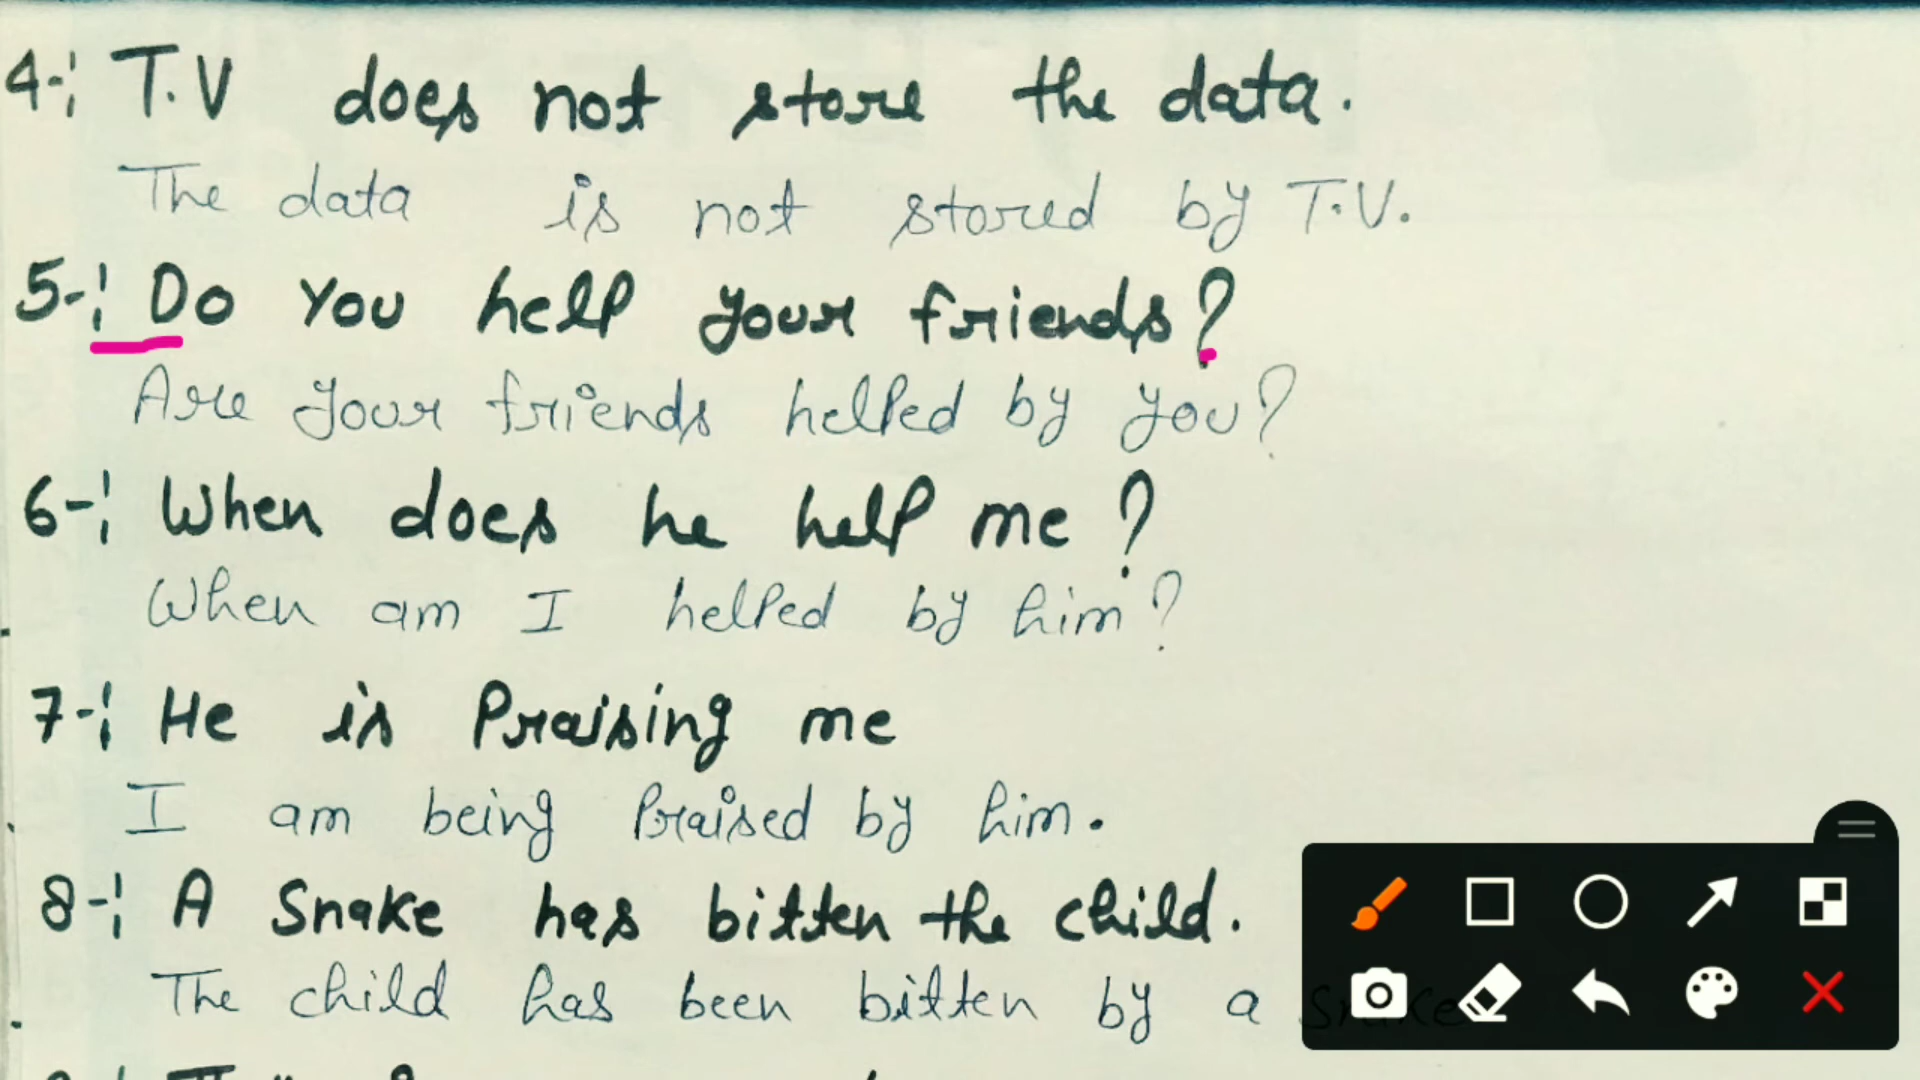 4-: T.V does not store the data.
The data is not stored by T.V.
5-: Do You help your friends?
Are your friends helped by you?
6-: When does he help me?
When am I helped by him?
7-: He is Praising me
I am being Praised by him.
8-: A Snake has bitten the child.
The child has been bitten by a snake